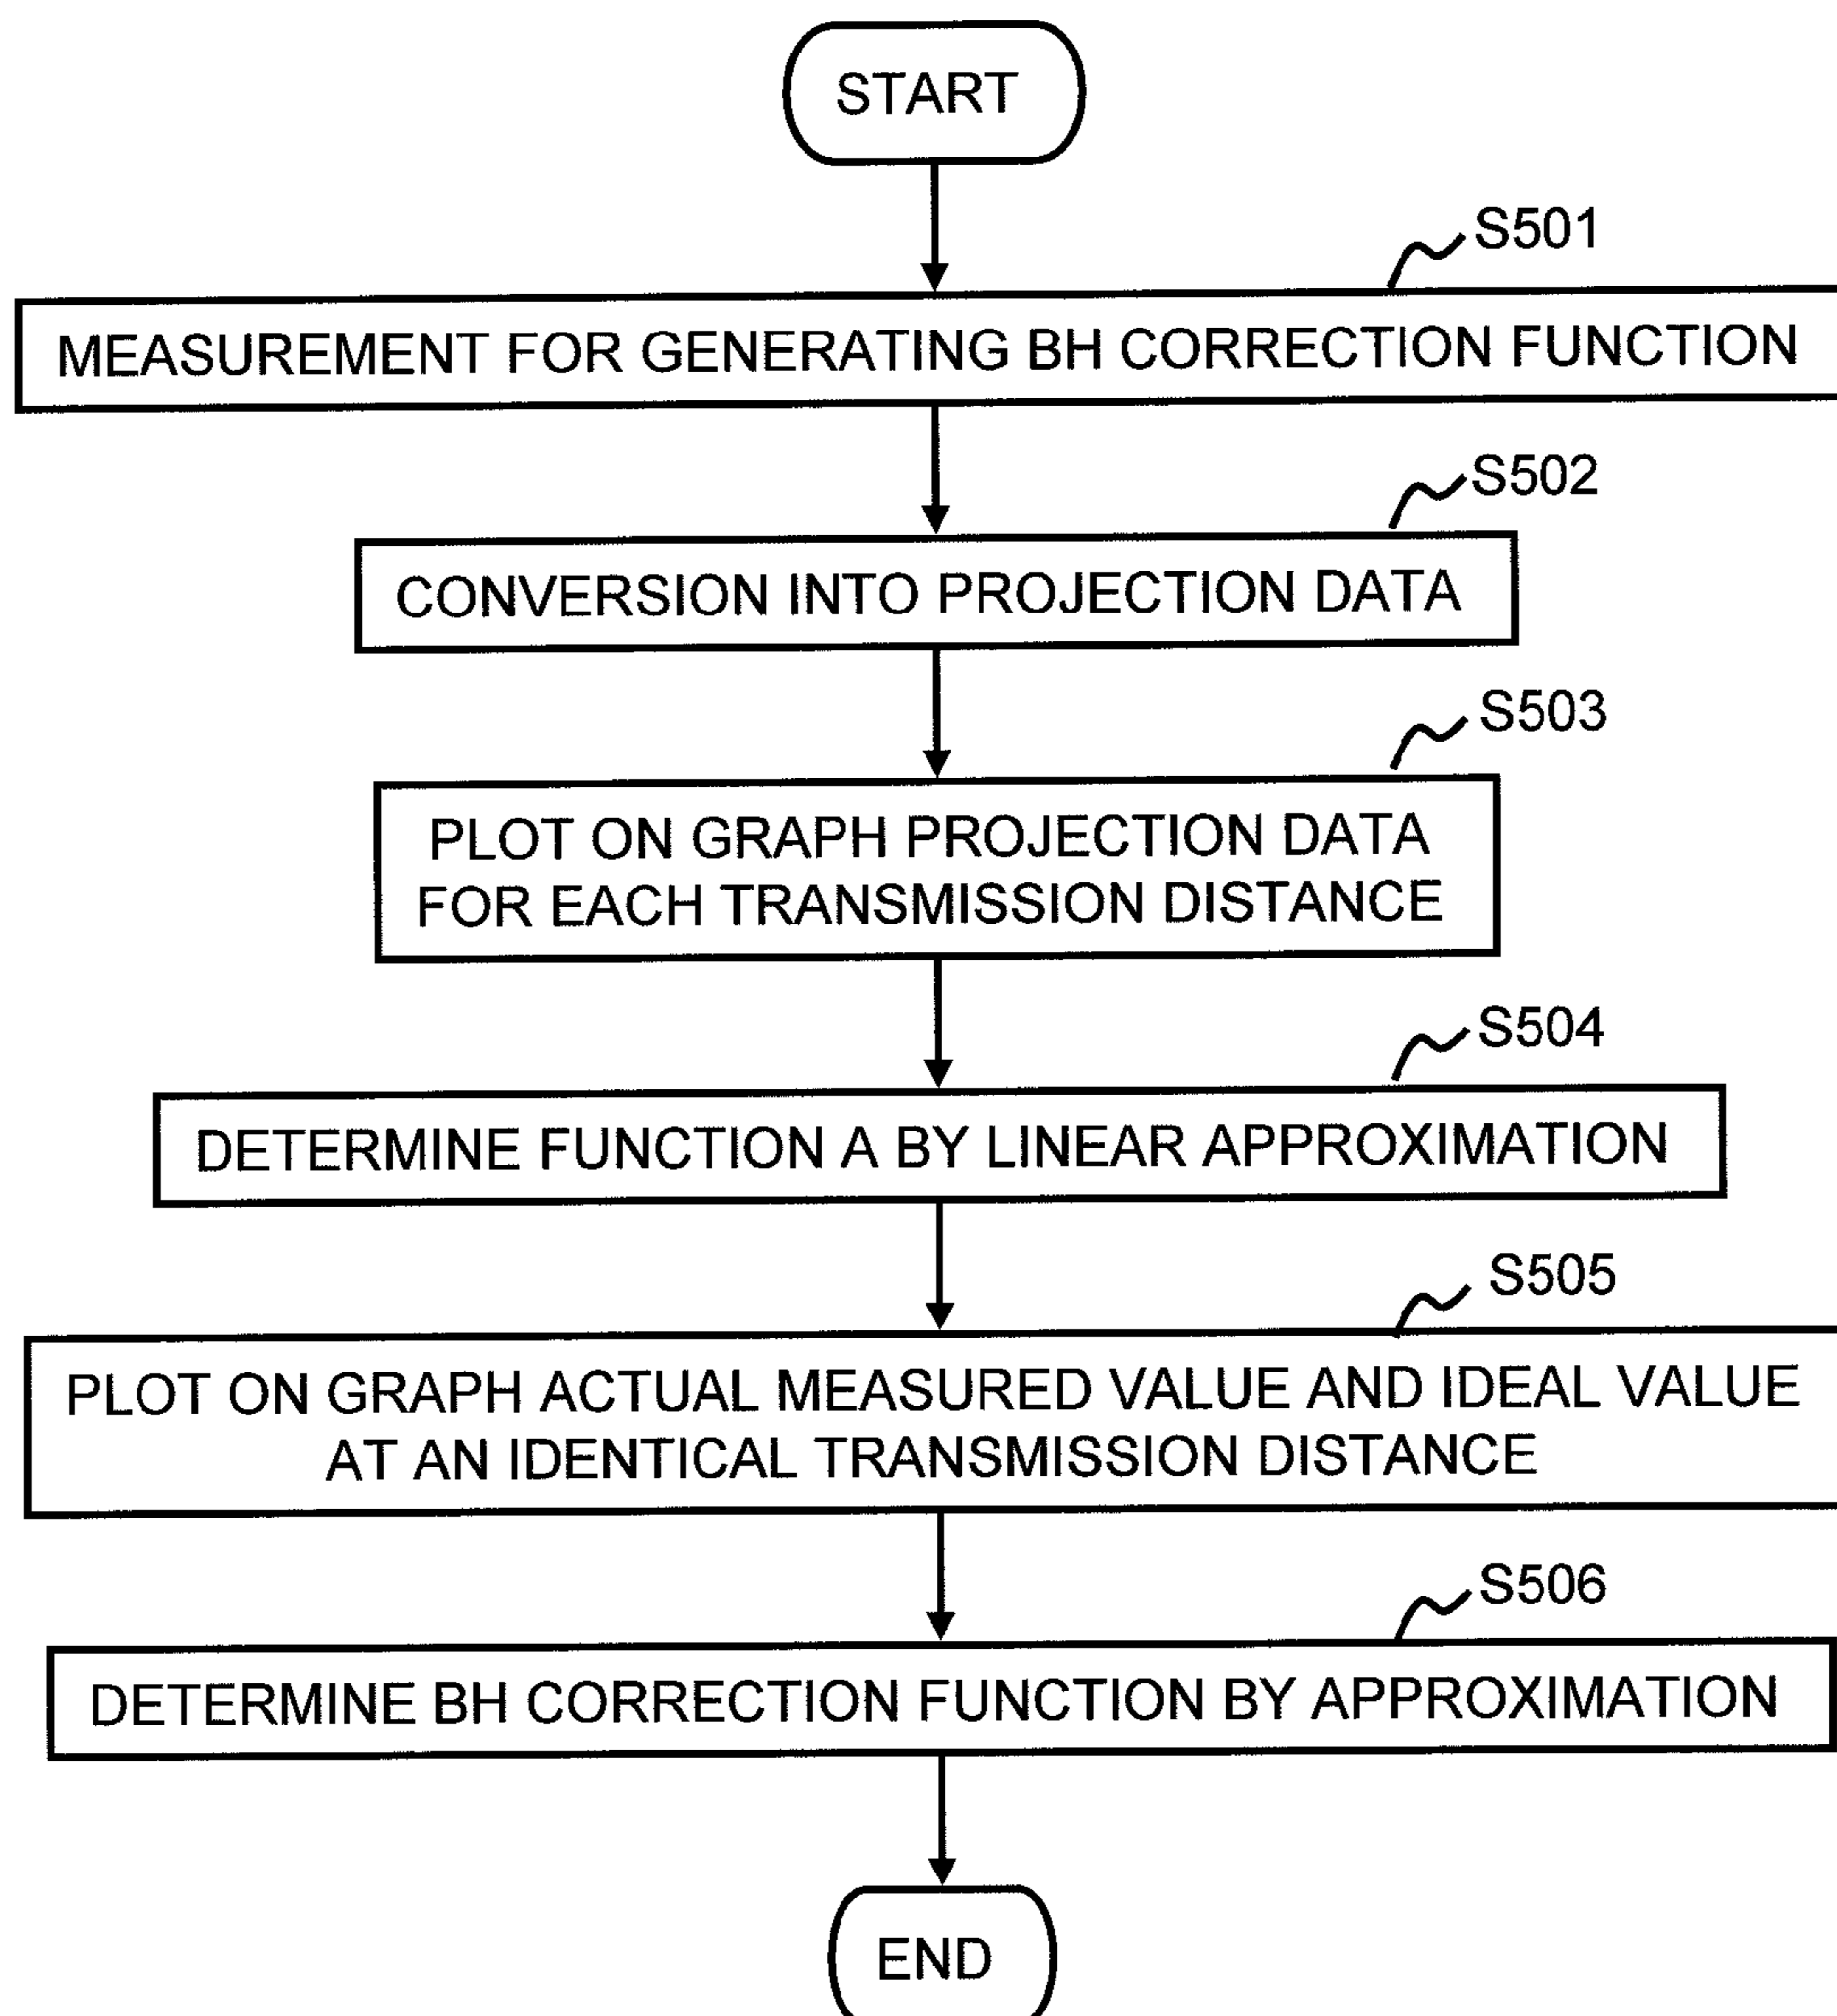 START
S501
MEASUREMENT FOR GENERATING BH CORRECTION FUNCTION
S502
CONVERSION INTO PROJECTION DATA
S503
PLOT ON GRAPH PROJECTION DATA
FOR EACH TRANSMISSION DISTANCE
S504
DETERMINE FUNCTION A BY LINEAR APPROXIMATION
S505
PLOT ON GRAPH ACTUAL MEASURED VALUE AND IDEAL VALUE
AT AN IDENTICAL TRANSMISSION DISTANCE
S506
DETERMINE BH CORRECTION FUNCTION BY APPROXIMATION
END